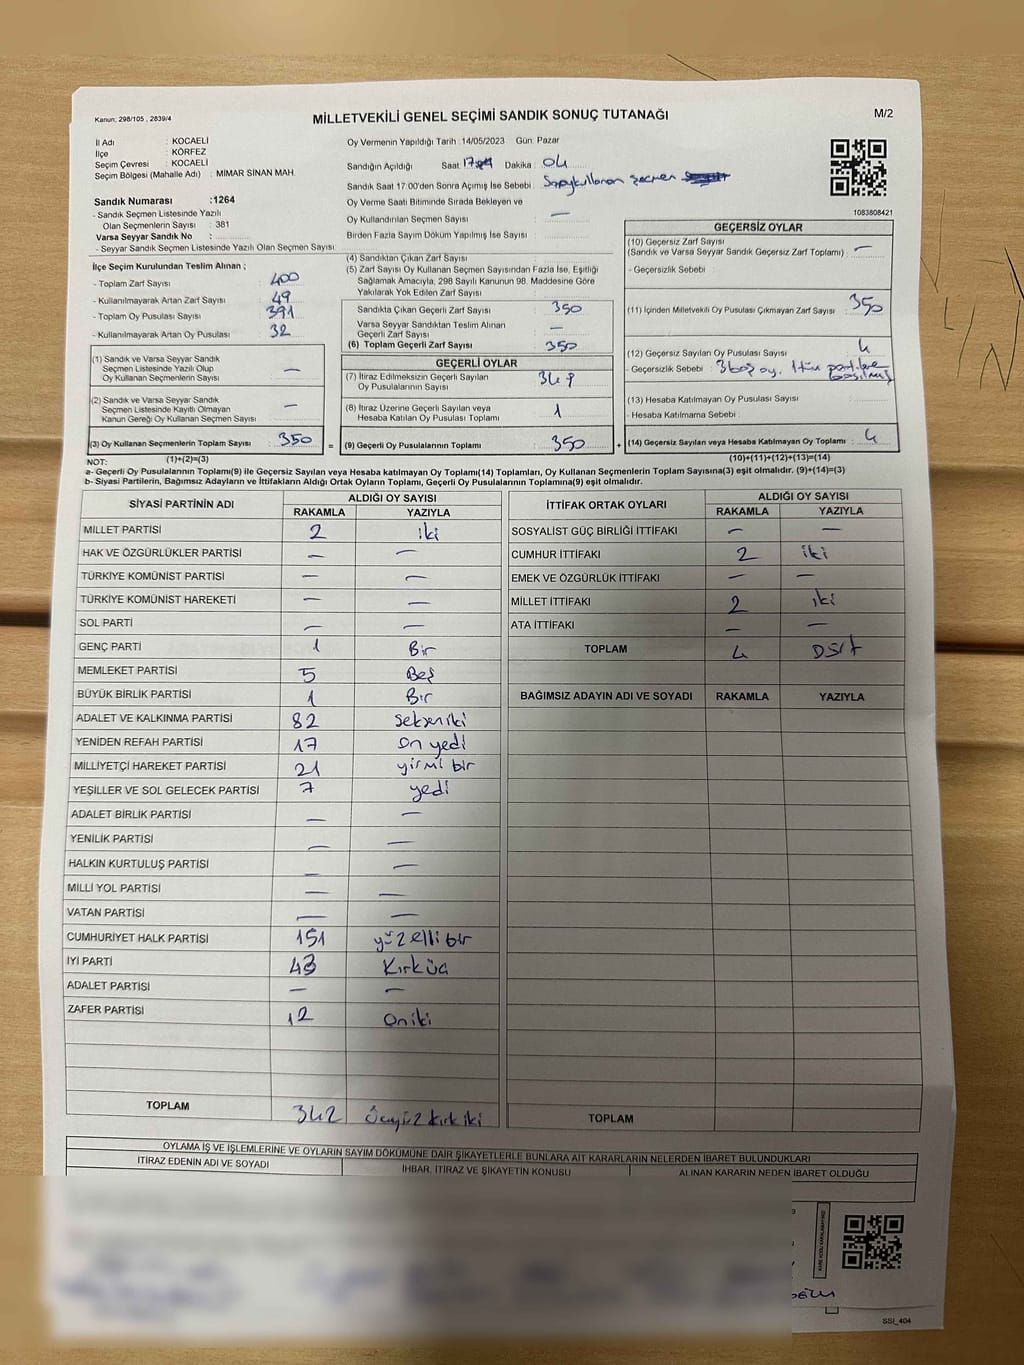 Kanun; 298/105 , 2839/4
MİLLETVEKİLİ GENEL SEÇİMİ SANDIK SONUÇ TUTANAĞI
M/2
İl Adı : KOCAELİ
İlçe : KÖRFEZ
Seçim Çevresi : KOCAELİ
Seçim Bölgesi (Mahalle Adı) : MİMAR SİNAN MAH.
Oy Vermenin Yapıldığı Tarih :14/05/2023 Gün: Pazar
Sandığın Açıldığı Saat: 17 Dakika : 04
Sandık Saat 17:00'den Sonra Açımış İse Sebebi :
Oy Verme Saati Bitiminde Sırada Bekleyen ve
Oy Kullandırılan Seçmen Sayısı : —
Birden Fazla Sayım Döküm Yapılmış İse Sayısı :
Sandık Numarası :1264
- Sandık Seçmen Listesinde Yazılı
Olan Seçmenlerin Sayısı : 381
Varsa Seyyar Sandık No :
- Seyyar Sandık Seçmen Listesinde Yazılı Olan Seçmen Sayısı:
1083808421
İlçe Seçim Kurulundan Teslim Alınan ;
- Toplam Zarf Sayısı : 400
- Kullanılmayarak Artan Zarf Sayısı : 49
- Toplam Oy Pusulası Sayısı : 391
- Kullanılmayarak Artan Oy Pusulası : 32
(1) Sandık ve Varsa Seyyar Sandık
Seçmen Listesinde Yazılı Olup
Oy Kullanan Seçmenlerin Sayısı : —
(2) Sandık ve Varsa Seyyar Sandık
Seçmen Listesinde Kayıtlı Olmayan
Kanun Gereği Oy Kullanan Seçmen Sayısı : —
(3) Oy Kullanan Seçmenlerin Toplam Sayısı : 350
(1)+(2)=(3)
(4) Sandıktan Çıkan Zarf Sayısı :
(5) Zarf Sayısı Oy Kullanan Seçmen Sayısından Fazla İse, Eşitliği
Sağlamak Amacıyla, 298 Sayılı Kanunun 98. Maddesine Göre
Yakılarak Yok Edilen Zarf Sayısı :
Sandıkta Çıkan Geçerli Zarf Sayısı : 350
Varsa Seyyar Sandıktan Teslim Alınan
Geçerli Zarf Sayısı : —
(6) Toplam Geçerli Zarf Sayısı : 350
GEÇERLİ OYLAR
(7) İtiraz Edilmeksizin Geçerli Sayılan
Oy Pusulalarının Sayısı : 349
(8) İtiraz Üzerine Geçerli Sayılan veya
Hesaba Katılan Oy Pusulası Toplamı : 1
= (9) Geçerli Oy Pusulalarının Toplamı : 350 +
GEÇERSİZ OYLAR
(10) Geçersiz Zarf Sayısı
(Sandık ve Varsa Seyyar Sandık Geçersiz Zarf Toplamı) : —
- Geçersizlik Sebebi
(11) İçinden Milletvekili Oy Pusulası Çıkmayan Zarf Sayısı : 350
(12) Geçersiz Sayılan Oy Pusulası Sayısı : 4
- Geçersizlik Sebebi : 3 boş oy, 1 tüm
(13) Hesaba Katılmayan Oy Pusulası Sayısı :
- Hesaba Katılmama Sebebi :
(14) Geçersiz Sayılan veya Hesaba Katılmayan Oy Toplamı : 4
(10)+(11)+(12)+(13)=(14)
NOT:
a- Geçerli Oy Pusulalarının Toplamı(9) ile Geçersiz Sayılan veya Hesaba katılmayan Oy Toplamı(14) Toplamları, Oy Kullanan Seçmenlerin Toplam Sayısına(3) eşit olmalıdır. (9)+(14)=(3)
b- Siyasi Partilerin, Bağımsız Adayların ve İttifakların Aldığı Ortak Oyların Toplamı, Geçerli Oy Pusulalarının Toplamına(9) eşit olmalıdır.
SİYASİ PARTİNİN ADI ALDIĞI OY SAYISI
RAKAMLA YAZIYLA
MİLLET PARTİSİ 2 iki
HAK VE ÖZGÜRLÜKLER PARTİSİ — —
TÜRKİYE KOMÜNİST PARTİSİ — —
TÜRKİYE KOMÜNİST HAREKETİ — —
SOL PARTİ — —
GENÇ PARTİ 1 Bir
MEMLEKET PARTİSİ 5 Beş
BÜYÜK BİRLİK PARTİSİ 1 Bir
ADALET VE KALKINMA PARTİSİ 82 Seksen iki
YENİDEN REFAH PARTİSİ 17 on yedi
MİLLİYETÇİ HAREKET PARTİSİ 21 yirmi bir
YEŞİLLER VE SOL GELECEK PARTİSİ 7 yedi
ADALET BİRLİK PARTİSİ — —
YENİLİK PARTİSİ — —
HALKIN KURTULUŞ PARTİSİ — —
MİLLİ YOL PARTİSİ — —
VATAN PARTİSİ — —
CUMHURİYET HALK PARTİSİ 151 yüz elli bir
İYİ PARTİ 43 Kırküç
ADALET PARTİSİ — —
ZAFER PARTİSİ 12 Oniki
TOPLAM 342 Üçyüz kırk iki
İTTİFAK ORTAK OYLARI ALDIĞI OY SAYISI
RAKAMLA YAZIYLA
SOSYALİST GÜÇ BİRLİĞİ İTTİFAKI — —
CUMHUR İTTİFAKI 2 iki
EMEK VE ÖZGÜRLÜK İTTİFAKI — —
MİLLET İTTİFAKI 2 iki
ATA İTTİFAKI — —
TOPLAM 4 Dört
BAĞIMSIZ ADAYIN ADI VE SOYADI RAKAMLA YAZIYLA
TOPLAM
OYLAMA İŞ VE İŞLEMLERİNE VE OYLARIN SAYIM DÖKÜMÜNE DAİR ŞİKAYETLERLE BUNLARA AİT KARARLARIN NELERDEN İBARET BULUNDUKLARI
İTİRAZ EDENİN ADI VE SOYADI İHBAR, İTİRAZ VE ŞİKAYETİN KONUSU ALINAN KARARIN NEDEN İBARET OLDUĞU
SSI_404